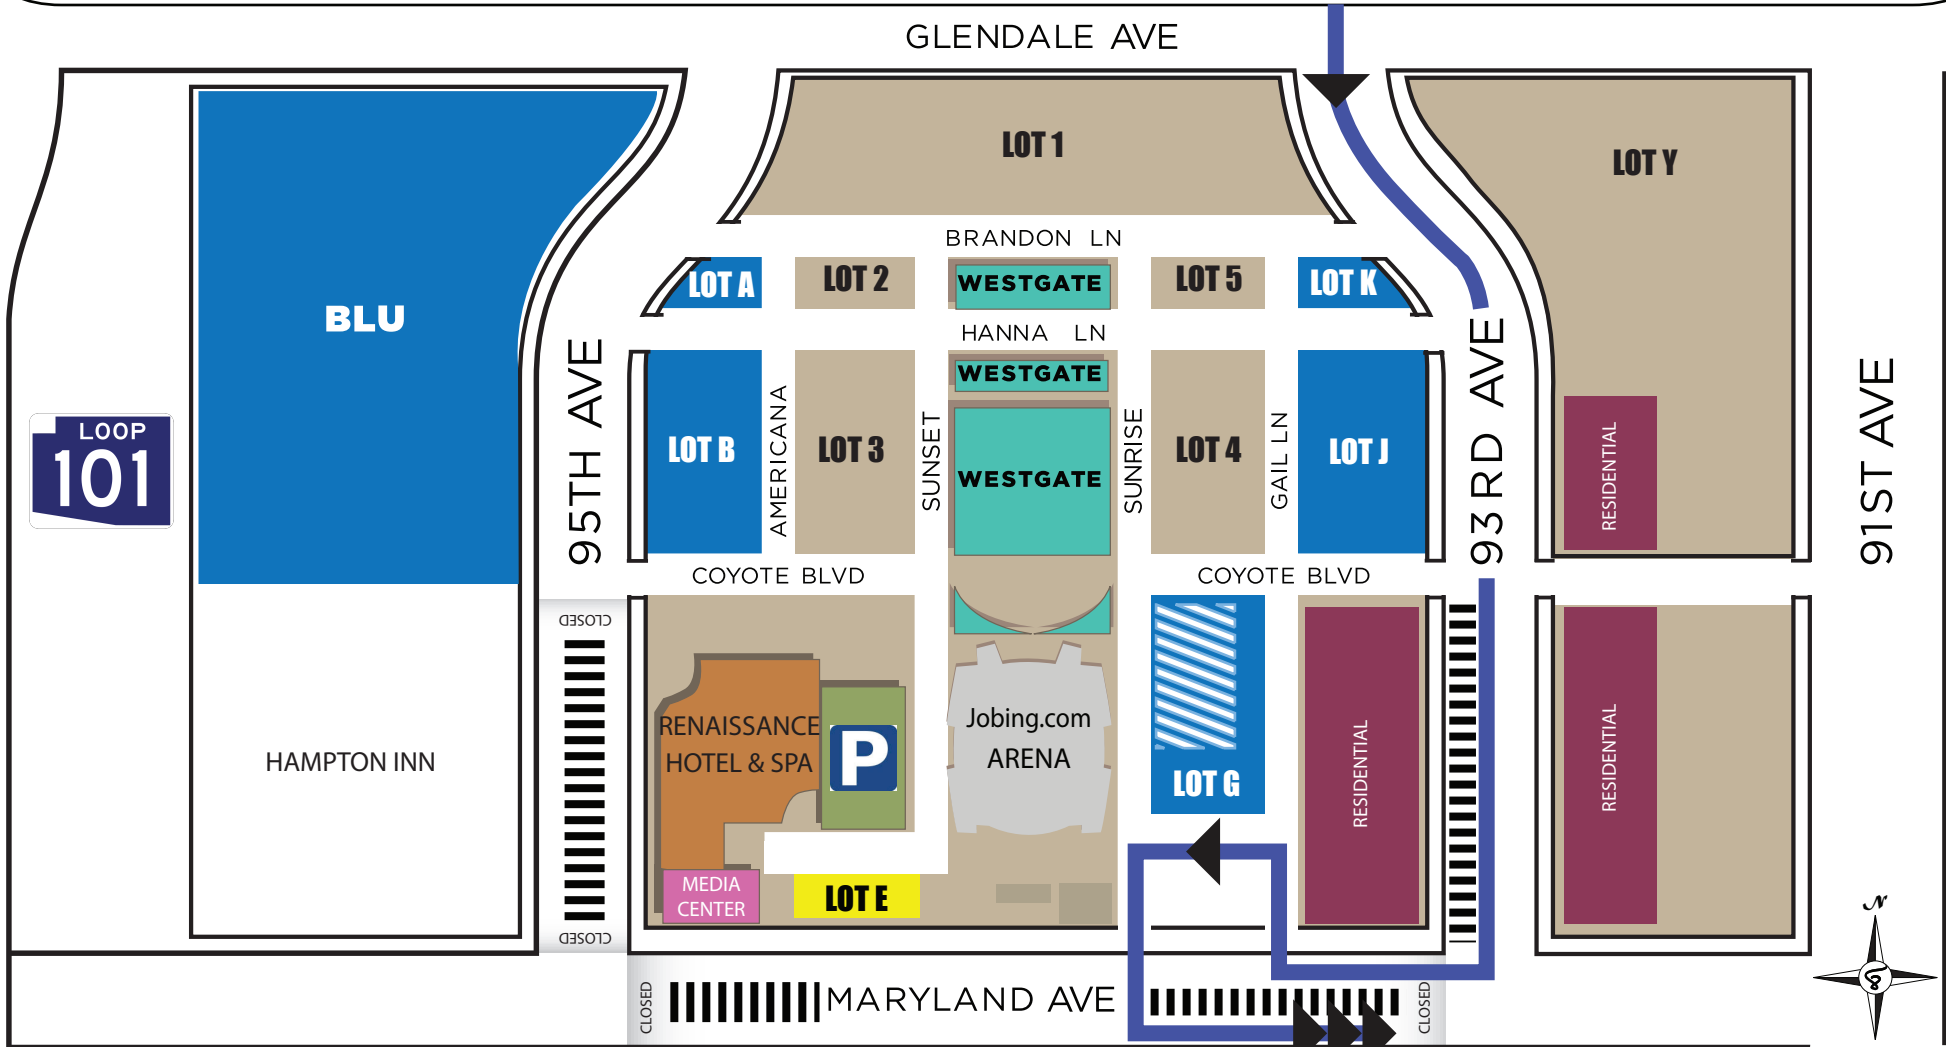 GLENDALE AVE
LOT 1
LOT Y
BRANDON LN
LOT A
LOT 2
WESTGATE
LOT 5
LOT K
BLU
HANNA LN
WESTGATE
95TH AVE
LOT B
AMERICANA
LOT 3
SUNSET
WESTGATE
SUNRISE
LOT 4
GAIL LN
LOT J
93RD AVE
RESIDENTIAL
91ST AVE
LOOP
101
COYOTE BLVD
COYOTE BLVD
CLOSED
RENAISSANCE
HOTEL & SPA
P
Jobing.com
ARENA
LOT G
RESIDENTIAL
RESIDENTIAL
HAMPTON INN
MEDIA
CENTER
LOT E
CLOSED
N
CLOSED
MARYLAND AVE
CLOSED